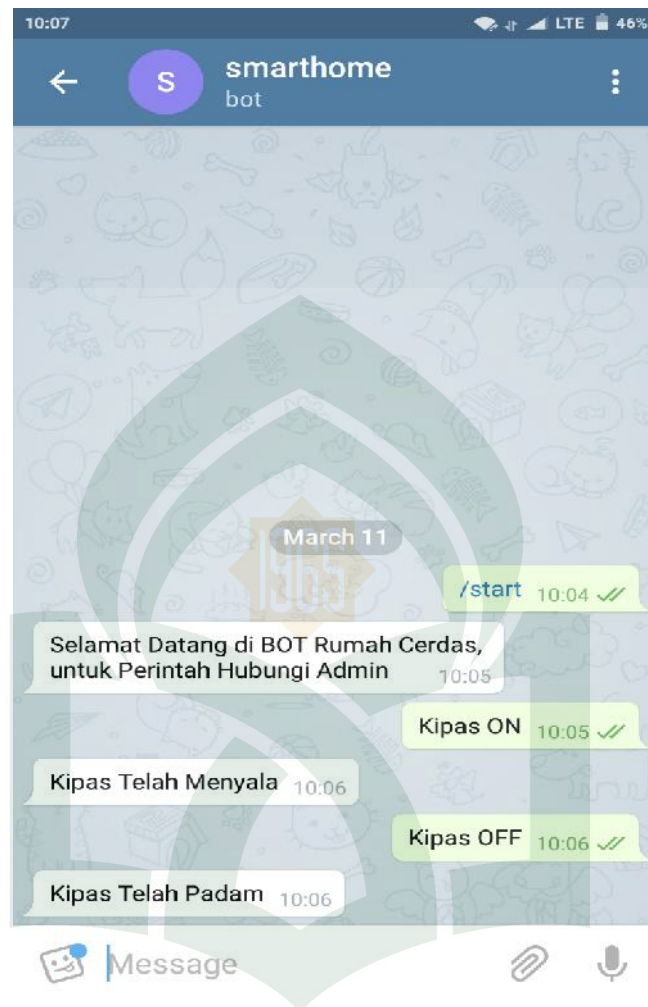 10:07
LTE 46%
S
smarthome
bot
March 11
1965
/start 10:04
Selamat Datang di BOT Rumah Cerdas,
untuk Perintah Hubungi Admin 10:05
Kipas ON 10:05
Kipas Telah Menyala 10:06
Kipas OFF 10:06
Kipas Telah Padam 10:06
Message